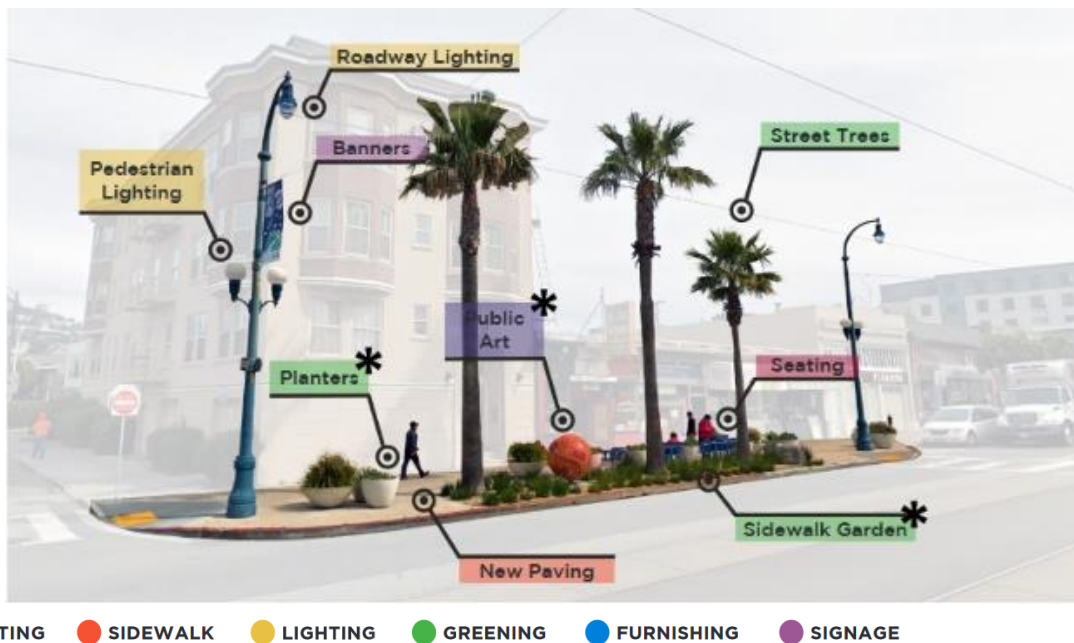 Roadway Lighting
Banners
Street Trees
Pedestrian
Lighting
Public *
Art
Planters *
Seating
Sidewalk Garden *
New Paving
TING SIDEWALK LIGHTING GREENING FURNISHING SIGNAGE